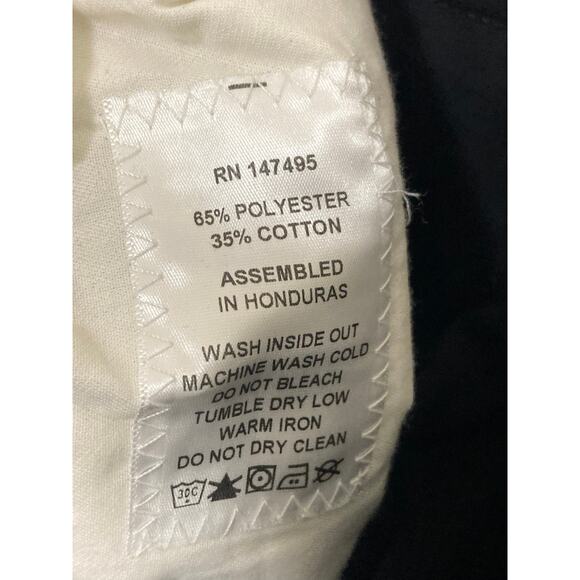 RN 147495
65% POLYESTER
35% COTTON
ASSEMBLED
IN HONDURAS
WASH INSIDE OUT
MACHINE WASH COLD
DO NOT BLEACH
TUMBLE DRY LOW
WARM IRON
DO NOT DRY CLEAN
30C